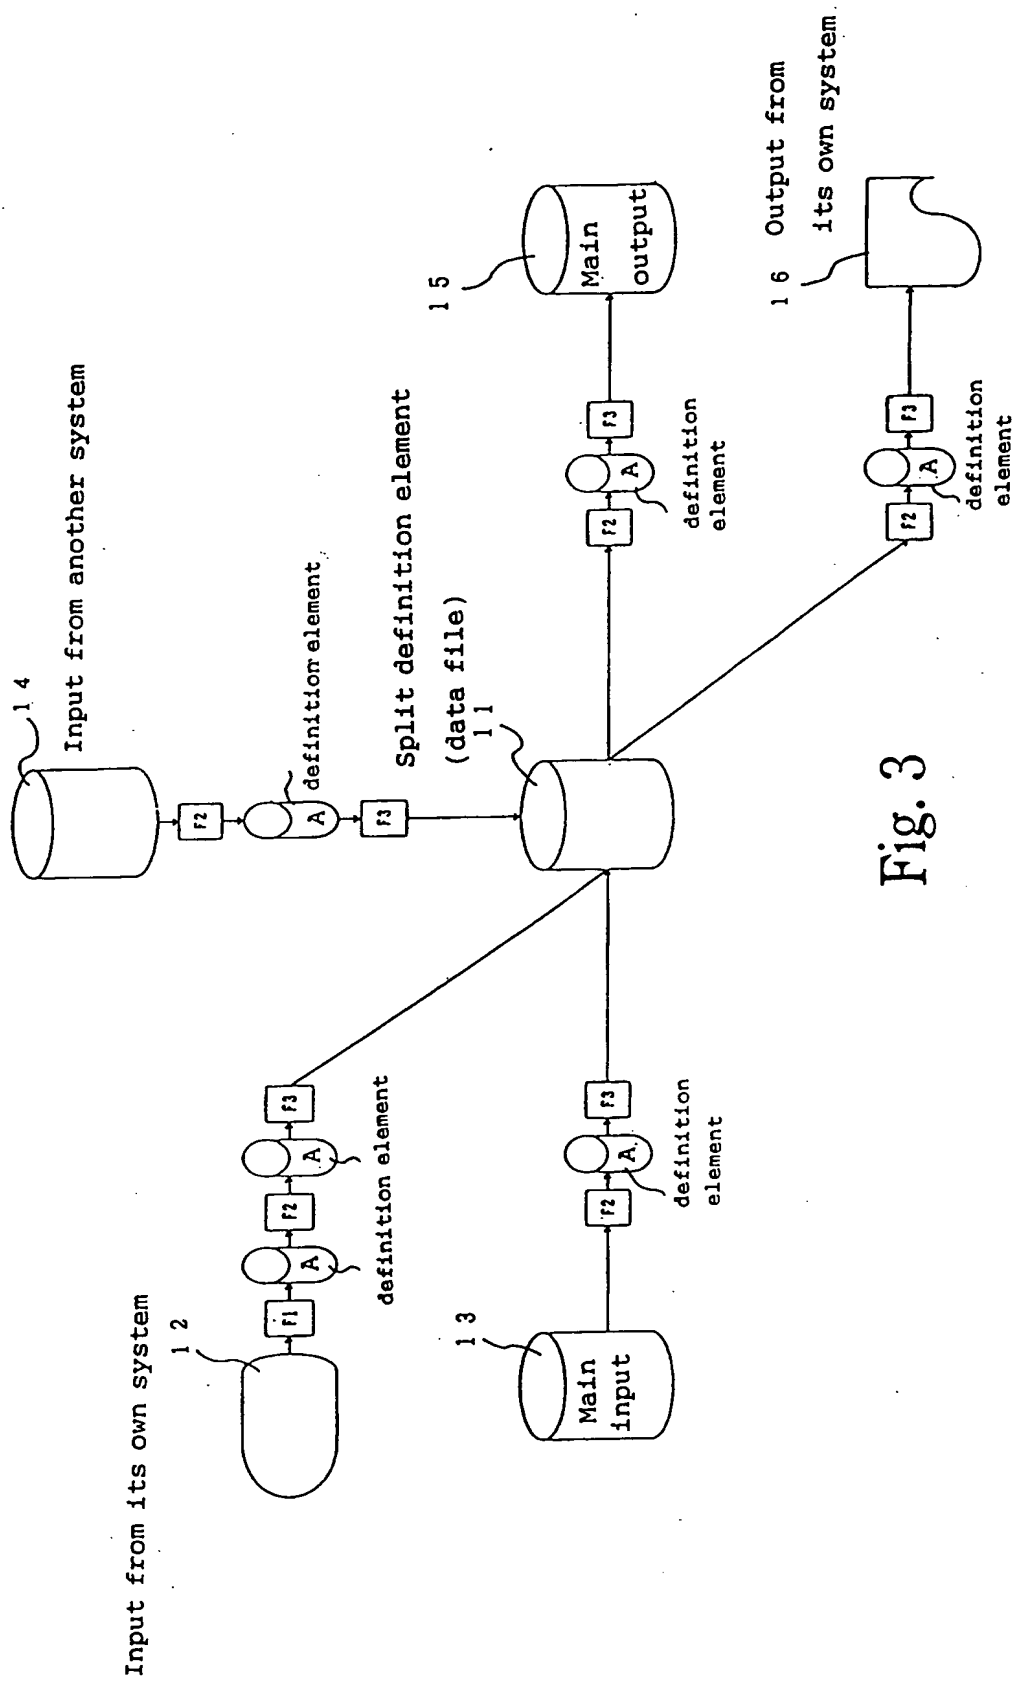 Input from another system
1 4
F2
A
definition element
F3
Split definition element
(data file)
1 1
Input from its own system
1 2
F1
A
F2
A
F3
definition element
1 3
Main
input
F2
A
F3
definition
element
F2
A
F3
definition
element
1 5
Main
output
F2
A
F3
definition
element
1 6
Output from
its own system
Fig. 3